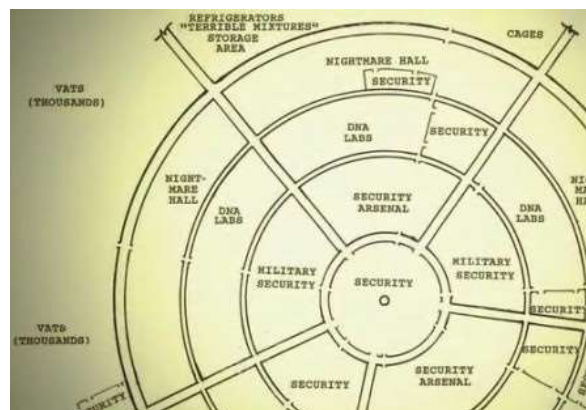 REFRIGERATORS
"TERRIBLE MIXTURES"
STORAGE
AREA
CAGES
VATS
(THOUSANDS)
NIGHTMARE HALL
SECURITY
DNA
LABS
SECURITY
NIGHT-
MARE
HALL
DNA
LABS
SECURITY
ARSENAL
DNA
LABS
MILITARY
SECURITY
SECURITY
MILITARY
SECURITY
SECURITY
VATS
(THOUSANDS)
SECURITY
SECURITY
SECURITY
ARSENAL
SECURITY